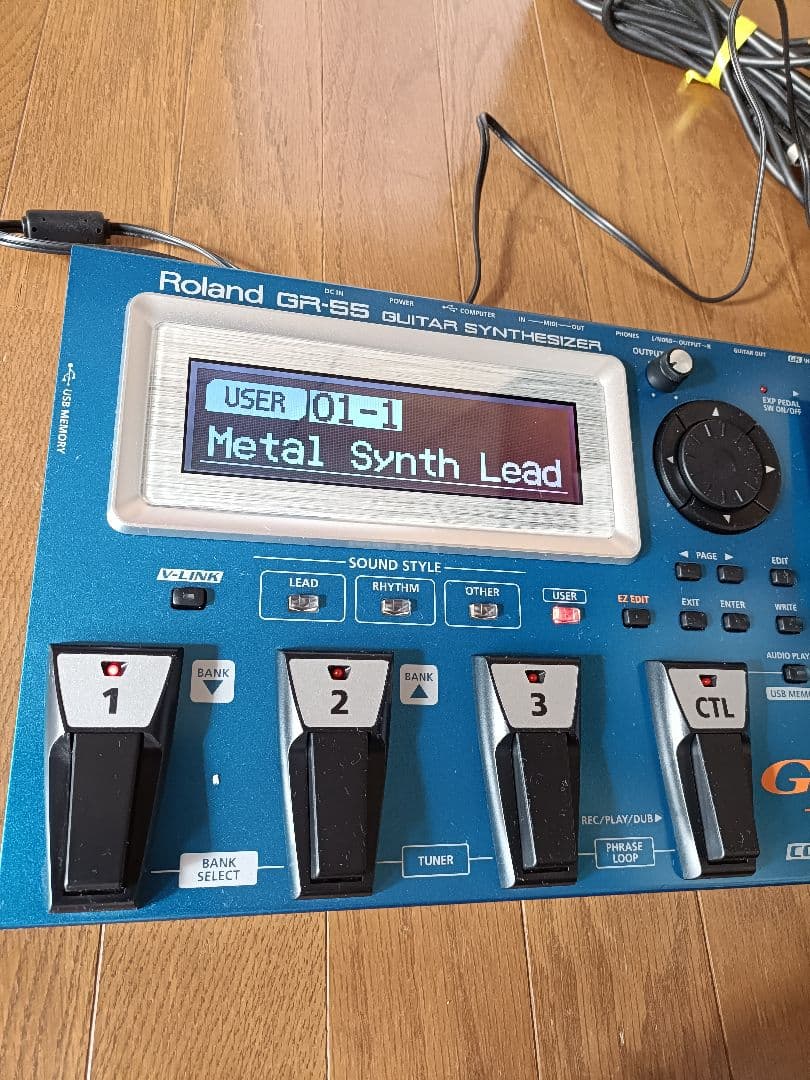 Roland GR-55 GUITAR SYNTHESIZER
DC IN
POWER
COMPUTER
IN MIDI OUT
PHONES
L/MONO OUTPUT R
GUITAR OUT
GK
OUTPUT
EXP PEDAL
SW ON/OFF
USB MEMORY
USER 01-1
Metal Synth Lead
V-LINK
SOUND STYLE
LEAD
RHYTHM
OTHER
USER
EZ EDIT
PAGE
EDIT
EXIT
ENTER
WRITE
AUDIO PLAY
1
BANK
2
BANK
3
CTL
REC/PLAY/DUB
BANK
SELECT
TUNER
PHRASE
LOOP